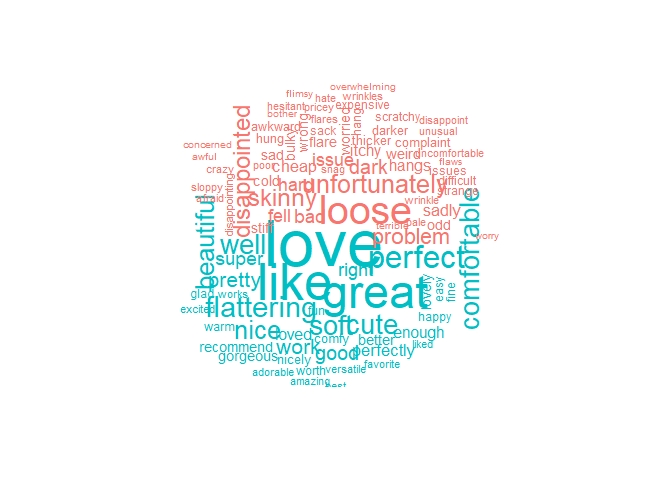 overwhelming
flimsy
hate
wrinkles
hesitant
pricey
expensive
bother
flares
scratchy
disappoint
hang
worried
wrong
bulky
awkward
sack
darker
unusual
disappointed
hung
flare
thicker
complaint
concerned
sad
issue
itchy
weird
uncomfortable
awful
poor
cheap
snag
dark
hangs
flaws
issues
crazy
cold
hard
unfortunately
difficult
sloppy
strange
afraid
skinny
wrinkle
disappointing
fell
bad
loose
sadly
stiff
terrible
pale
odd
problem
worry
beautiful
well
love
perfect
comfortable
super
right
pretty
like
great
lovely
easy
fine
glad
works
flattering
fun
excited
happy
warm
nice
soft
cute
loved
comfy
better
enough
recommend
work
good
perfectly
liked
gorgeous
nicely
adorable
worth
versatile
favorite
amazing
best